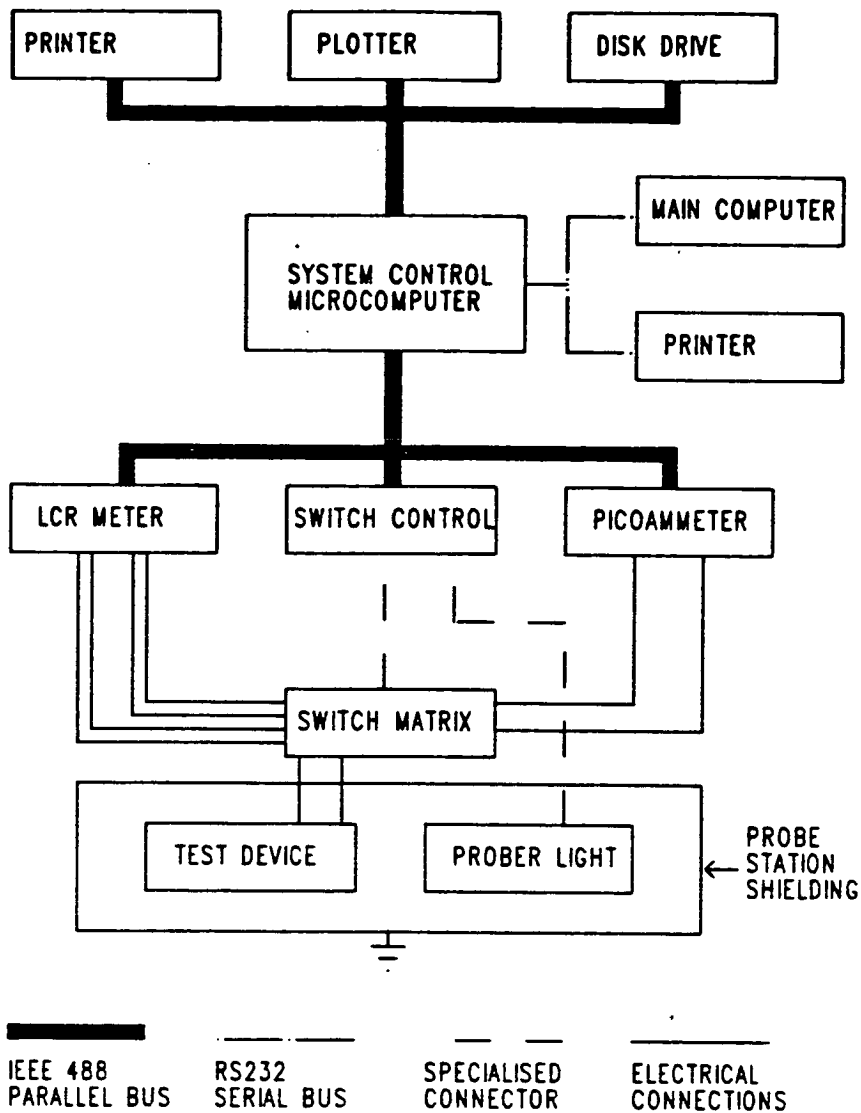 PRINTER
PLOTTER
DISK DRIVE
MAIN COMPUTER
SYSTEM CONTROL
MICROCOMPUTER
PRINTER
LCR METER
SWITCH CONTROL
PICOAMMETER
SWITCH MATRIX
TEST DEVICE
PROBER LIGHT
PROBE
STATION
SHIELDING
IEEE 488
PARALLEL BUS
RS232
SERIAL BUS
SPECIALISED
CONNECTOR
ELECTRICAL
CONNECTIONS